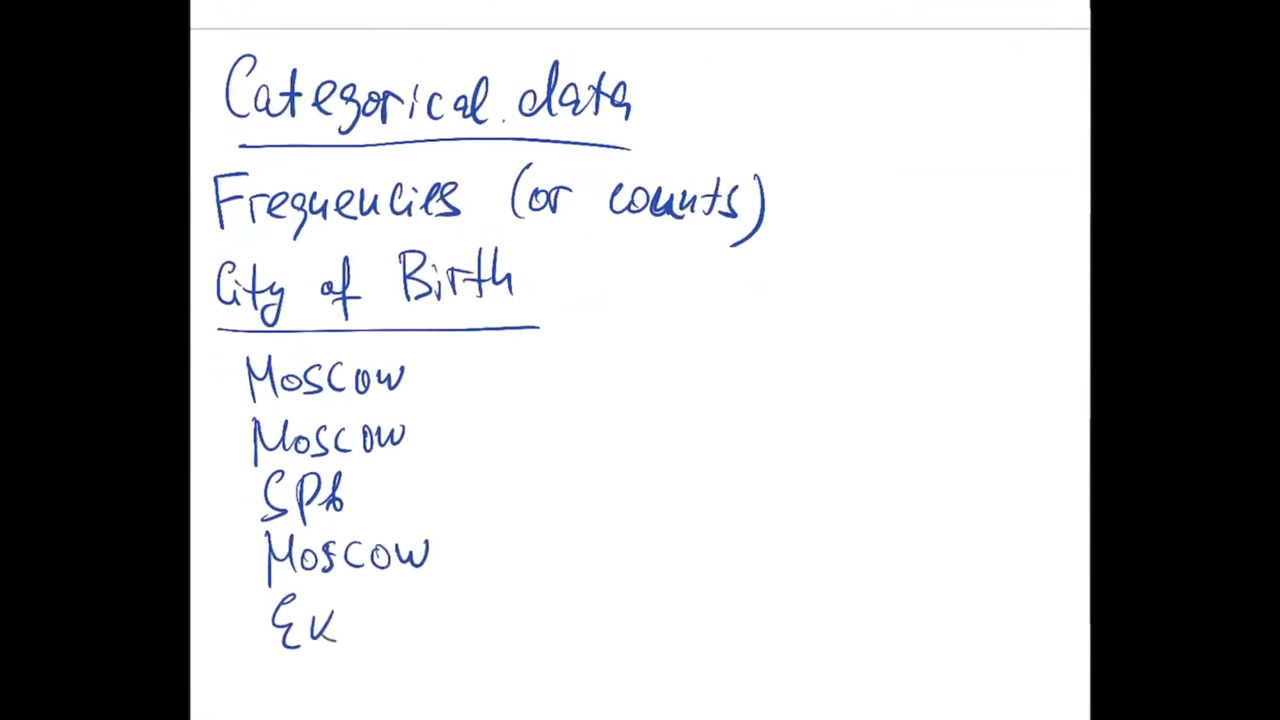 Categorical data
Frequencies (or counts)
City of Birth
Moscow
Moscow
SPb
Moscow
Ek